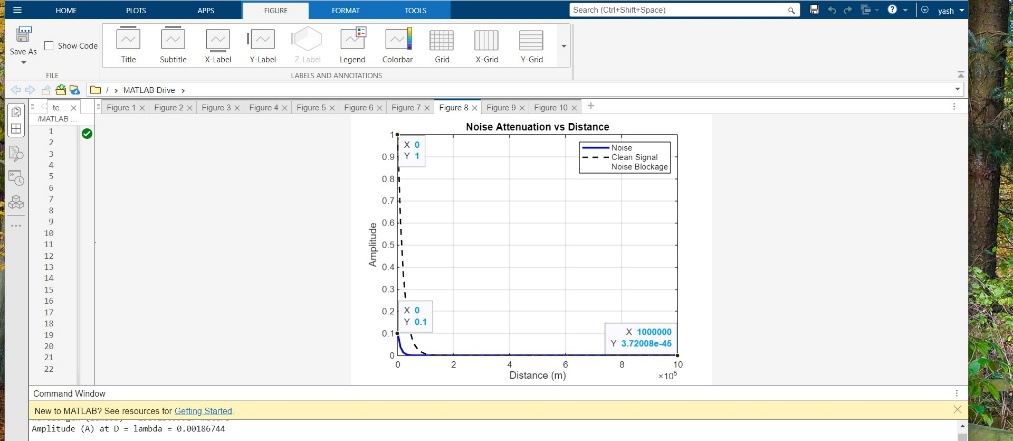 HOME PLOTS APPS FIGURE FORMAT TOOLS Search (Ctrl+Shift+Space) yash
Save As Show Code
Title Subtitle X-Label Y-Label Z-Label Legend Colorbar Grid X-Grid Y-Grid
FILE LABELS AND ANNOTATIONS
/ > MATLAB Drive >
te... × Figure 1 × Figure 2 × Figure 3 × Figure 4 × Figure 5 × Figure 6 × Figure 7 × Figure 8 × Figure 9 × Figure 10 × +
/MATLAB ...
1
2
3
4
5
6
7
8
9
10
11
12
13
14
15
16
17
18
19
20
21
22
Noise Attenuation vs Distance
Noise
Clean Signal
Noise Blockage
X 0
Y 1
X 0
Y 0.1
X 1000000
Y 3.72008e-45
Amplitude
1
0.9
0.8
0.7
0.6
0.5
0.4
0.3
0.2
0.1
0
0 2 4 6 8 10
Distance (m)
×10⁵
Command Window
New to MATLAB? See resources for Getting Started.
Amplitude (A) at D = lambda = 0.00186744